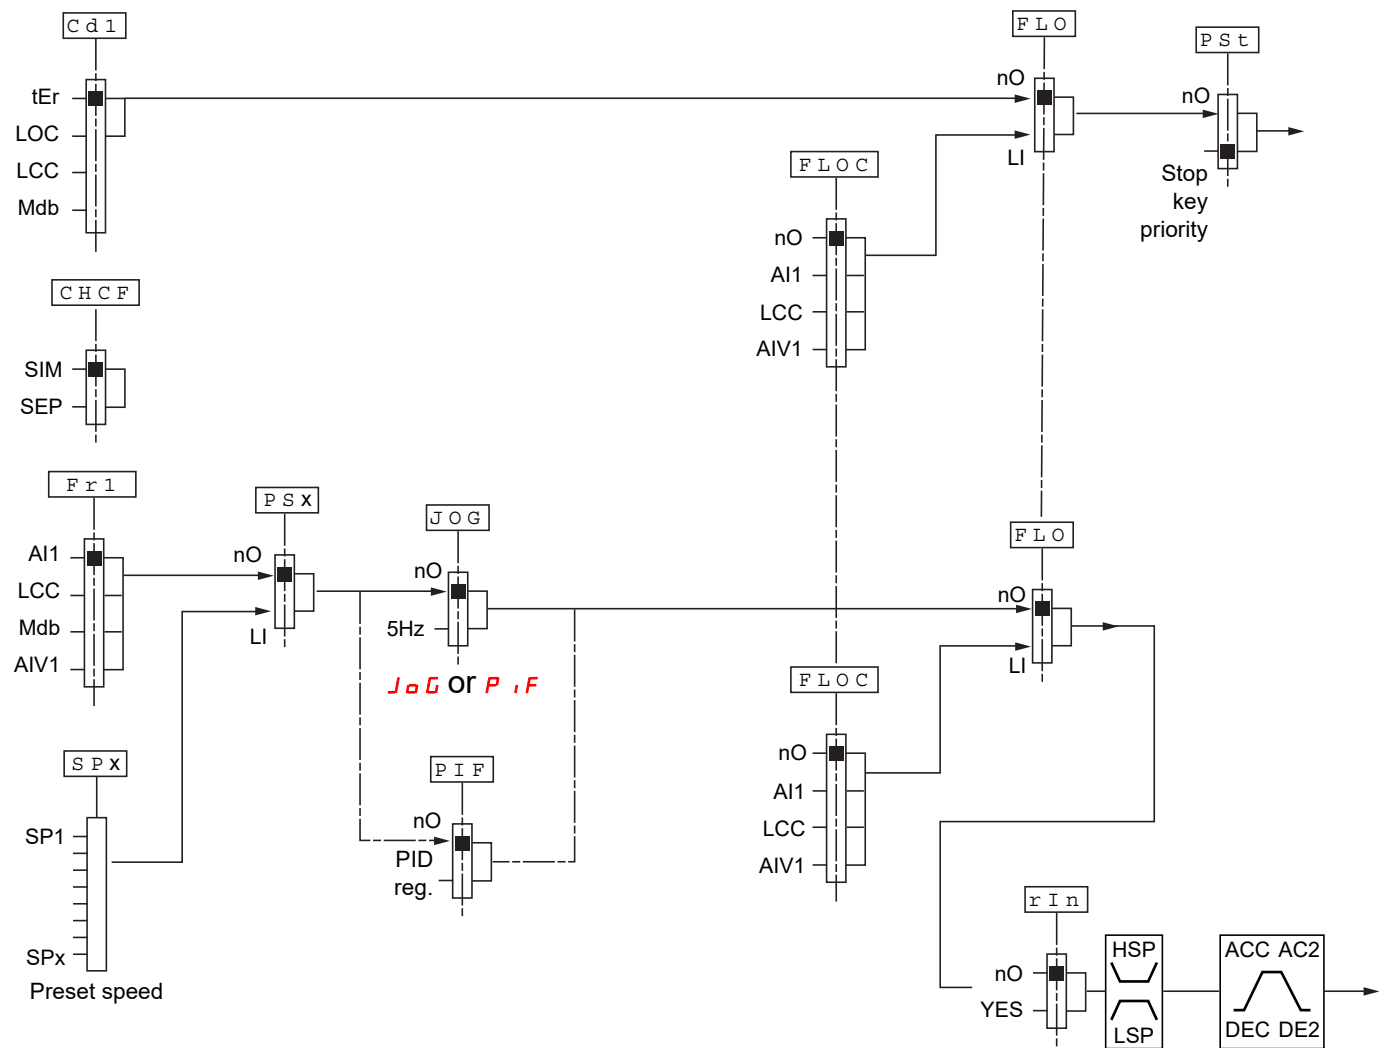 Cd1
tEr
LOC
LCC
Mdb
CHCF
SIM
SEP
Fr1
AI1
LCC
Mdb
AIV1
SPx
SP1
SPx
Preset speed
PSx
nO
LI
JOG
nO
5Hz
JoG or PiF
PIF
nO
PID
reg.
FLOC
nO
AI1
LCC
AIV1
FLOC
nO
AI1
LCC
AIV1
FLO
nO
LI
PSt
nO
Stop
key
priority
FLO
nO
LI
rIn
nO
YES
HSP
LSP
ACC AC2
DEC DE2